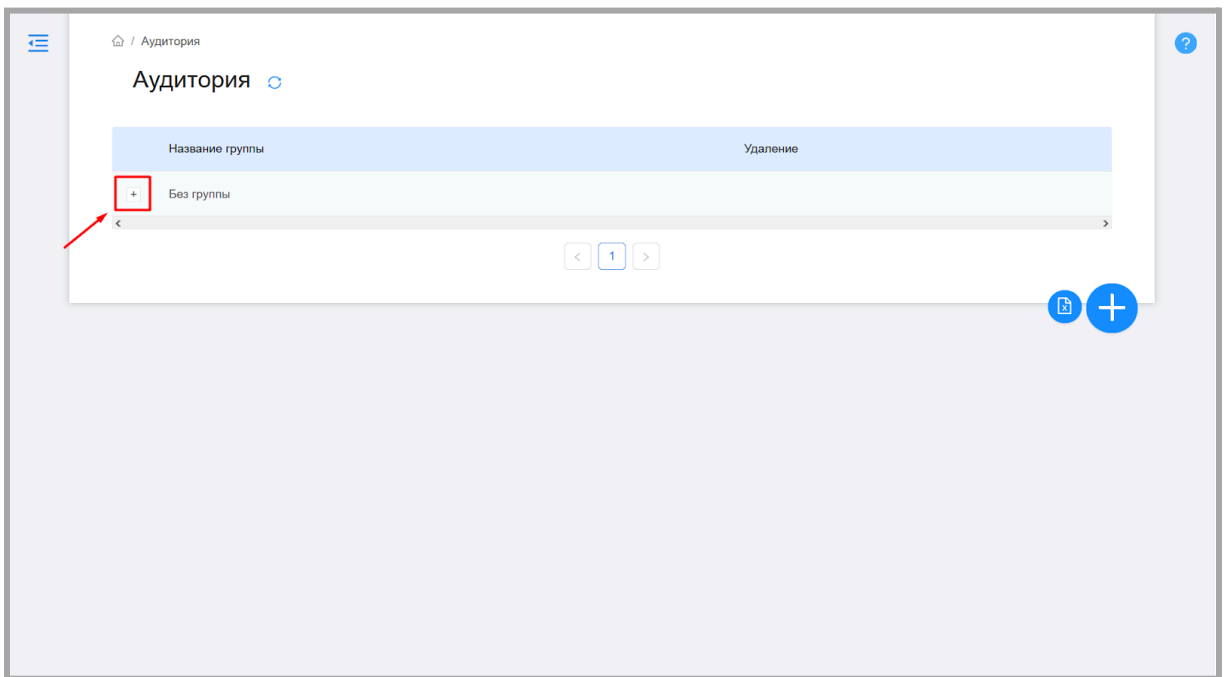 / Аудитория
?
Аудитория
Название группы Удаление
+ Без группы
< 1 >